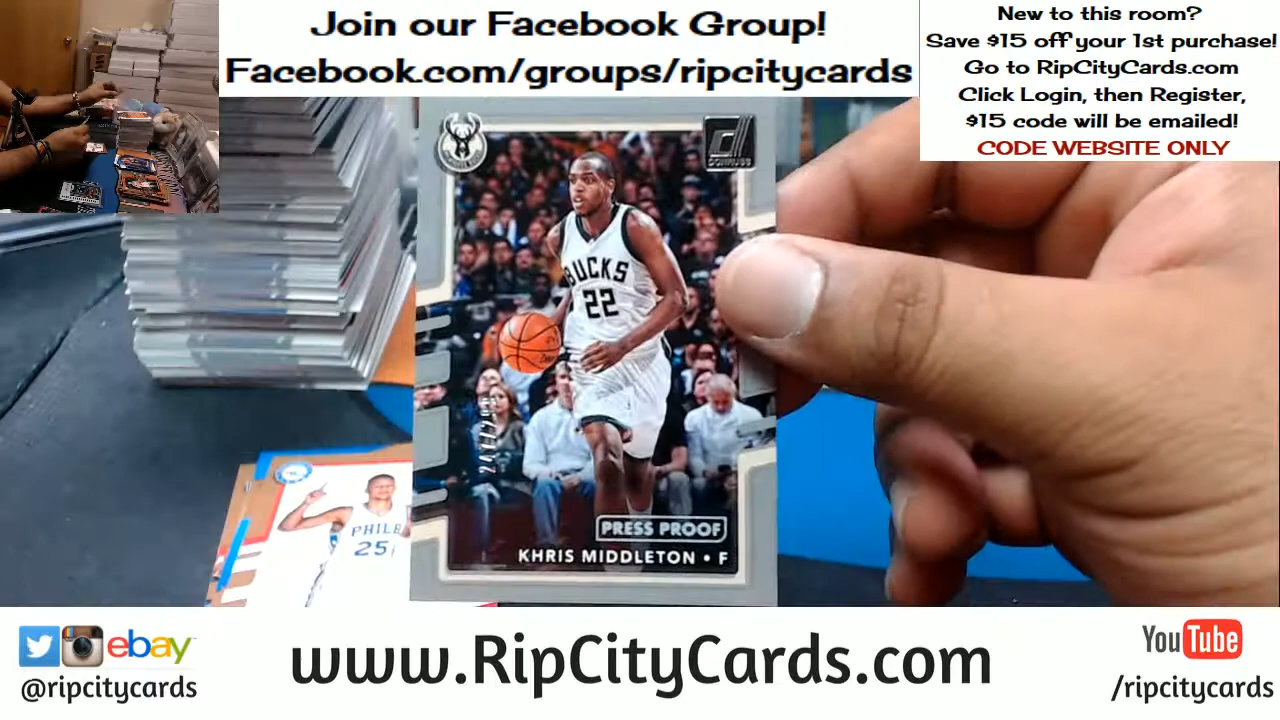 Join our Facebook Group!
Facebook.com/groups/ripcitycards
New to this room?
Save $15 off your 1st purchase!
Go to RipCityCards.com
Click Login, then Register,
$15 code will be emailed!
CODE WEBSITE ONLY
DONRUSS
BUCKS
22
PRESS PROOF
KHRIS MIDDLETON • F
PHILA
25
ebay
@ripcitycards
www.RipCityCards.com
YouTube
/ripcitycards